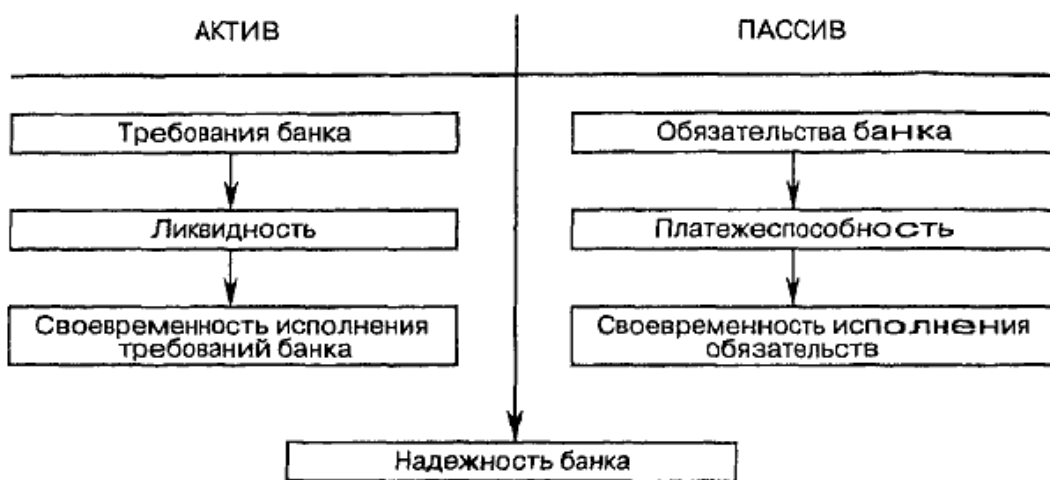 АКТИВ
ПАССИВ
Требования банка
Обязательства банка
Ликвидность
Платежеспособность
Своевременность исполнения
требований банка
Своевременность исполнения
обязательств
Надежность банка